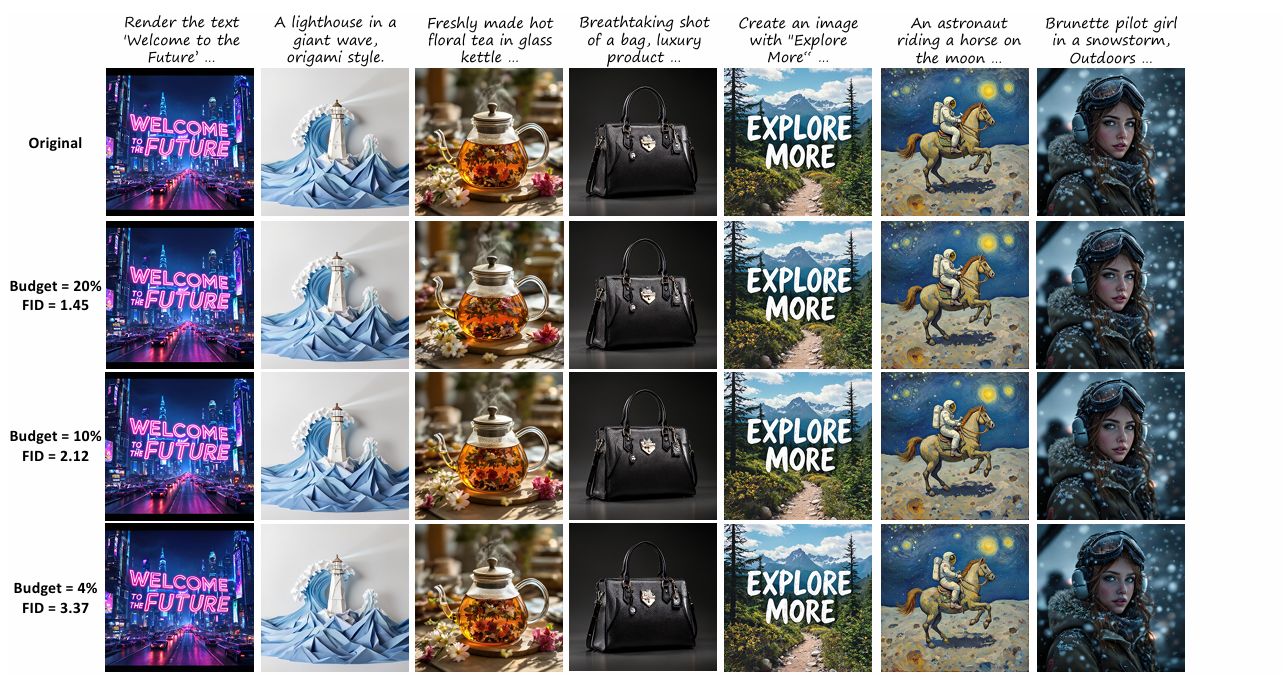 Render the text
'Welcome to the
Future' ...
A lighthouse in a
giant wave,
origami style.
Freshly made hot
floral tea in glass
kettle ...
Breathtaking shot
of a bag, luxury
product ...
Create an image
with "Explore
More“ ...
An astronaut
riding a horse on
the moon ...
Brunette pilot girl
in a snowstorm,
Outdoors ...
Original
WELCOME
TO THE FUTURE
EXPLORE
MORE
Budget = 20%
FID = 1.45
WELCOME
TO THE FUTURE
EXPLORE
MORE
Budget = 10%
FID = 2.12
WELCOME
TO THE FUTURE
EXPLORE
MORE
Budget = 4%
FID = 3.37
WELCOME
TO THE FUTURE
EXPLORE
MORE